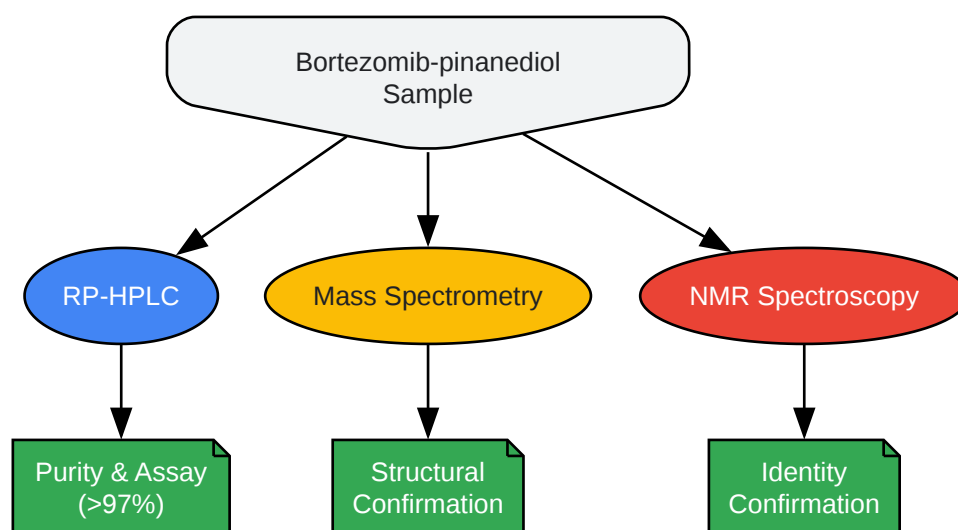 Bortezomib-pinanediol
Sample
RP-HPLC
Mass Spectrometry
NMR Spectroscopy
Purity & Assay
(>97%)
Structural
Confirmation
Identity
Confirmation